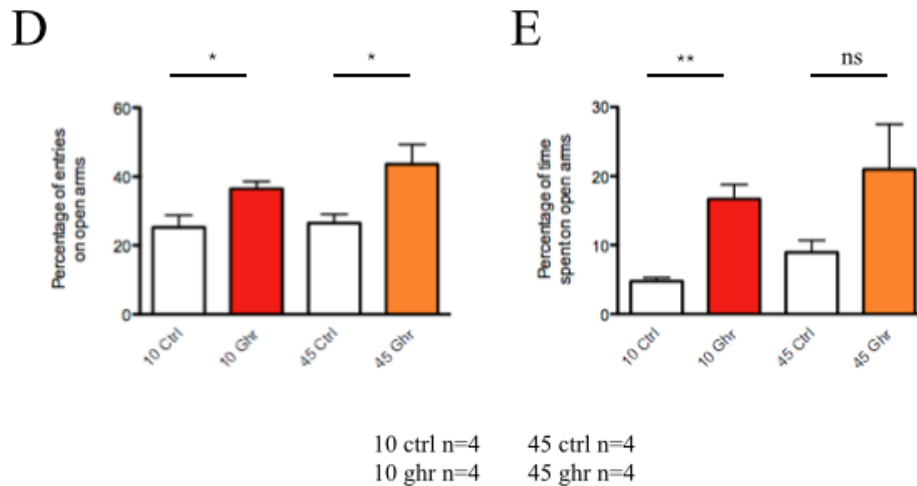 D
* *
Percentage of entries
on open arms
60
40
20
0
10 Ctrl
10 Ghr
45 Ctrl
45 Ghr
E
** ns
Percentage of time
spent on open arms
30
20
10
0
10 Ctrl
10 Ghr
45 Ctrl
45 Ghr
10 ctrl n=4 45 ctrl n=4
10 ghr n=4 45 ghr n=4